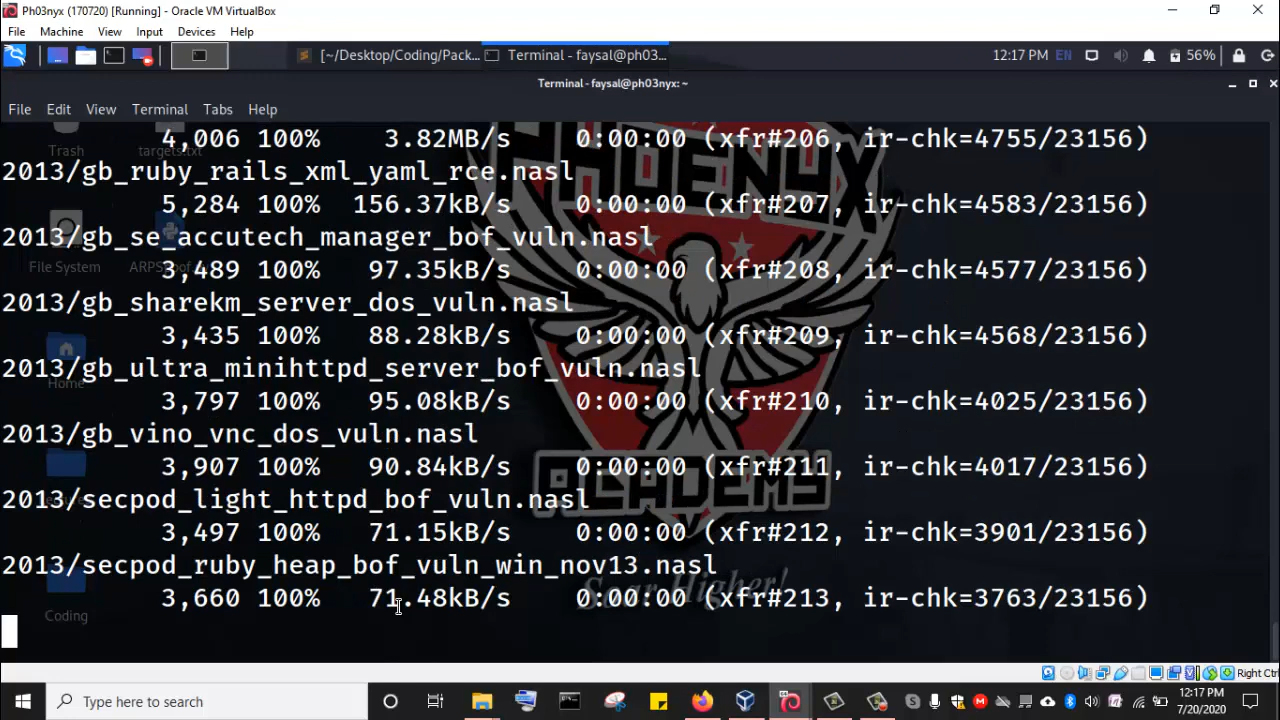 Ph03nyx (170720) [Running] - Oracle VM VirtualBox
File Machine View Input Devices Help
[~/Desktop/Coding/Pack... Terminal - faysal@ph03... 12:17 PM EN 56%
Terminal - faysal@ph03nyx: ~
File Edit View Terminal Tabs Help
4,006 100% 3.82MB/s 0:00:00 (xfr#206, ir-chk=4755/23156)
2013/gb_ruby_rails_xml_yaml_rce.nasl
5,284 100% 156.37kB/s 0:00:00 (xfr#207, ir-chk=4583/23156)
2013/gb_se_accutech_manager_bof_vuln.nasl
3,489 100% 97.35kB/s 0:00:00 (xfr#208, ir-chk=4577/23156)
2013/gb_sharekm_server_dos_vuln.nasl
3,435 100% 88.28kB/s 0:00:00 (xfr#209, ir-chk=4568/23156)
2013/gb_ultra_minihttpd_server_bof_vuln.nasl
3,797 100% 95.08kB/s 0:00:00 (xfr#210, ir-chk=4025/23156)
2013/gb_vino_vnc_dos_vuln.nasl
3,907 100% 90.84kB/s 0:00:00 (xfr#211, ir-chk=4017/23156)
2013/secpod_light_httpd_bof_vuln.nasl
3,497 100% 71.15kB/s 0:00:00 (xfr#212, ir-chk=3901/23156)
2013/secpod_ruby_heap_bof_vuln_win_nov13.nasl
3,660 100% 71.48kB/s 0:00:00 (xfr#213, ir-chk=3763/23156)
Trash
targets.txt
File System
Home
Coding
PHOENYX
ACADEMY
Soar Higher!
Right Ctrl
Type here to search
12:17 PM
7/20/2020